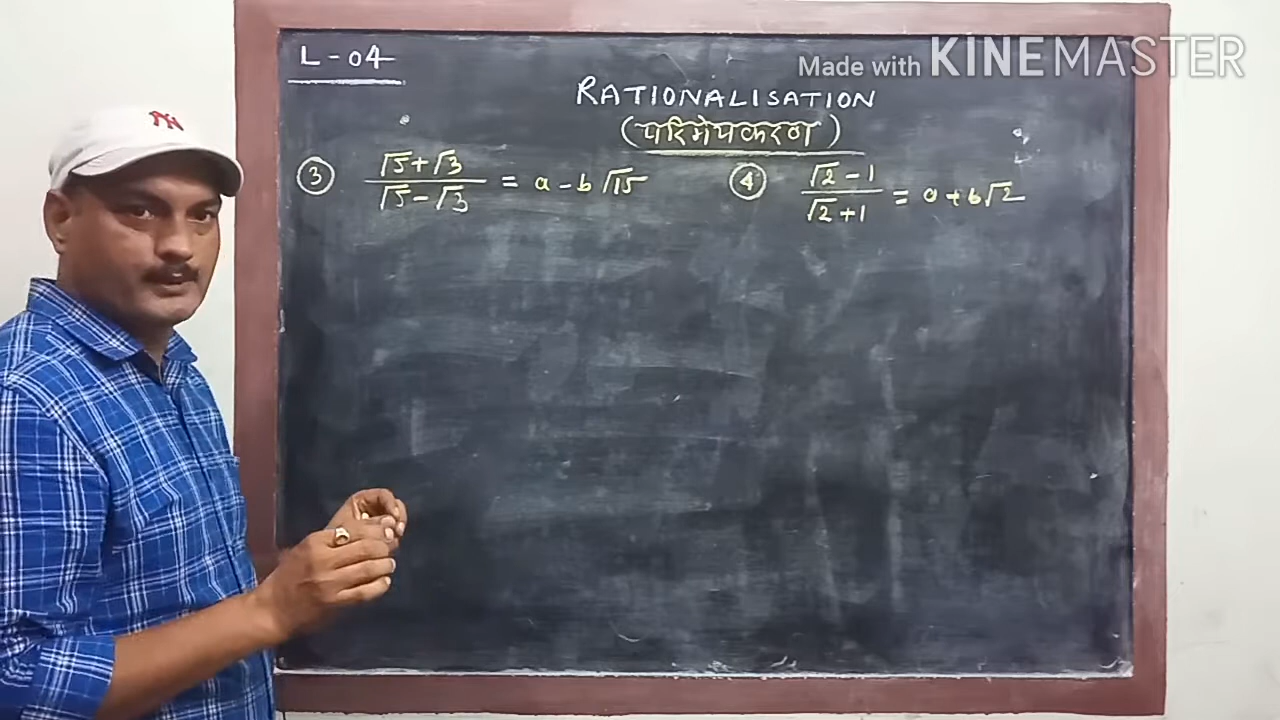 L-04
Made with KINEMASTER
RATIONALISATION
(परिमेयकरण)
③ (√5+√3)/(√5-√3) = a - b√15
④ (√2-1)/(√2+1) = a+b√2